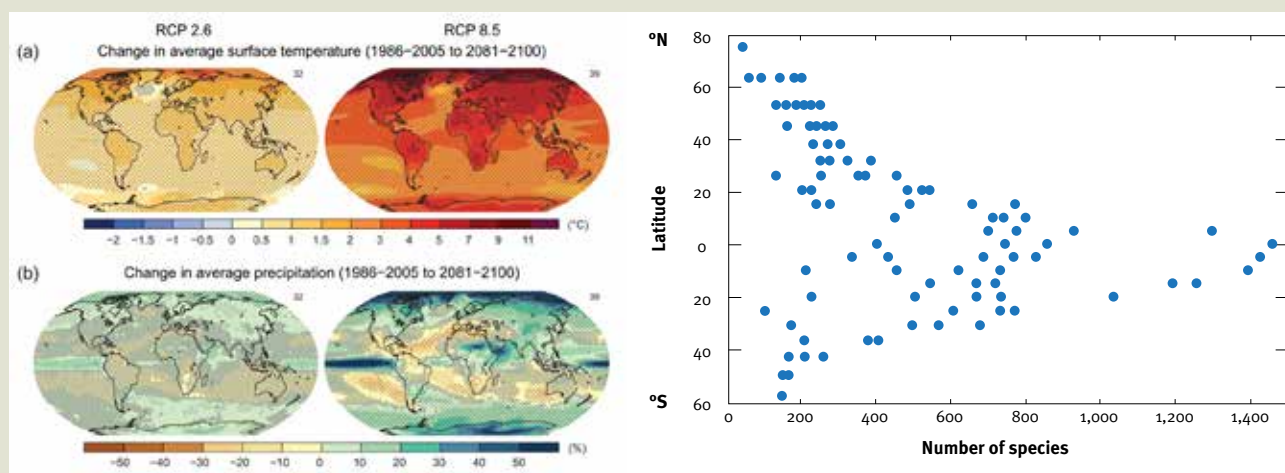 RCP 2.6 RCP 8.5
(a) Change in average surface temperature (1986–2005 to 2081–2100)
32 39
−2 −1.5 −1 −0.5 0 0.5 1 1.5 2 3 4 5 7 9 11 (°C)
(b) Change in average precipitation (1986–2005 to 2081–2100)
32 39
−50 −40 −30 −20 −10 0 10 20 30 40 50 (%)
°N
80
60
40
20
0
20
40
°S 60
Latitude
0 200 400 600 800 1,000 1,200 1,400
Number of species